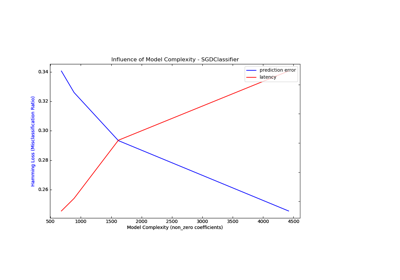 Influence of Model Complexity - SGDClassifier
prediction error
latency
0.34
0.32
0.30
0.28
0.26
Hamming Loss (Misclassification Ratio)
500 1000 1500 2000 2500 3000 3500 4000 4500
Model Complexity (non_zero coefficients)